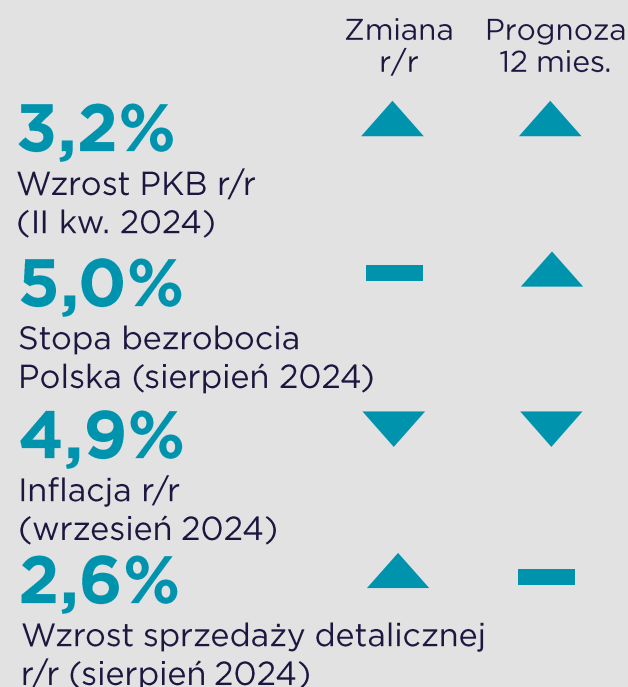 Zmiana r/r
Prognoza 12 mies.
3,2%
Wzrost PKB r/r
(II kw. 2024)
5,0%
Stopa bezrobocia
Polska (sierpień 2024)
4,9%
Inflacja r/r
(wrzesień 2024)
2,6%
Wzrost sprzedaży detalicznej
r/r (sierpień 2024)